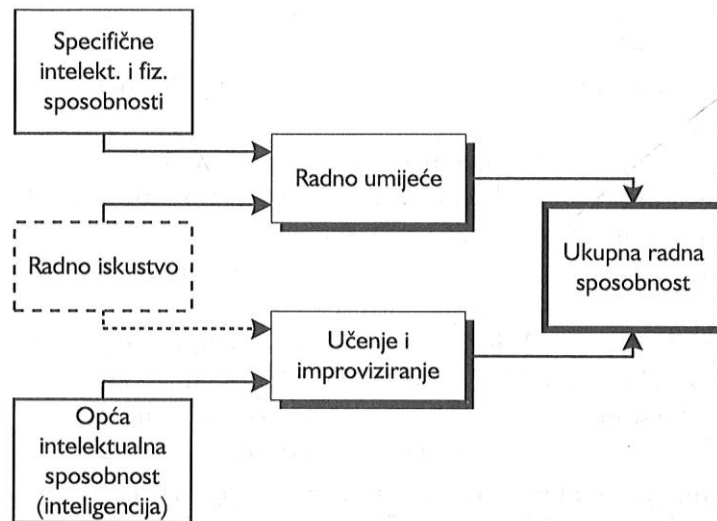 Specifične
intelekt. i fiz.
sposobnosti
Radno umijeće
Radno iskustvo
Ukupna radna
sposobnost
Učenje i
improviziranje
Opća
intelektualna
sposobnost
(inteligencija)